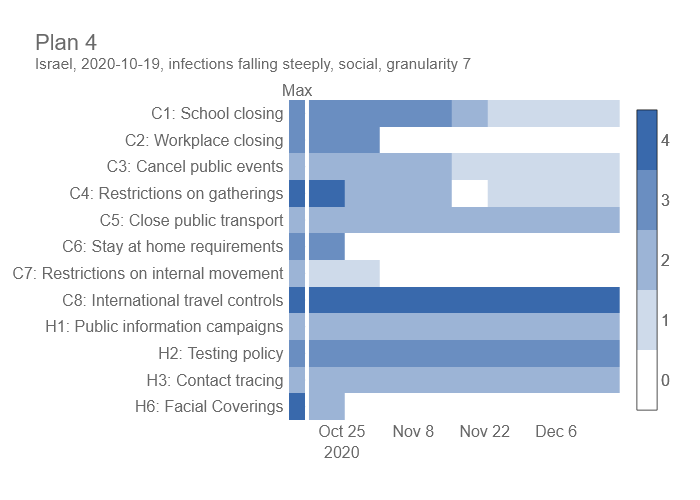 Plan 4
Israel, 2020-10-19, infections falling steeply, social, granularity 7
Max
C1: School closing
C2: Workplace closing
C3: Cancel public events
C4: Restrictions on gatherings
C5: Close public transport
C6: Stay at home requirements
C7: Restrictions on internal movement
C8: International travel controls
H1: Public information campaigns
H2: Testing policy
H3: Contact tracing
H6: Facial Coverings
Oct 25 Nov 8 Nov 22 Dec 6
2020
4
3
2
1
0